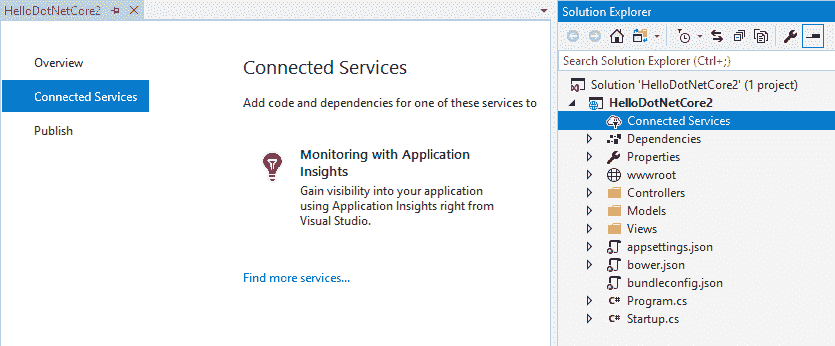 HelloDotNetCore2
Overview
Connected Services
Publish
Connected Services
Add code and dependencies for one of these services to
Monitoring with Application
Insights
Gain visibility into your application
using Application Insights right from
Visual Studio.
Find more services...
Solution Explorer
Search Solution Explorer (Ctrl+;)
Solution 'HelloDotNetCore2' (1 project)
HelloDotNetCore2
Connected Services
Dependencies
Properties
wwwroot
Controllers
Models
Views
appsettings.json
bower.json
bundleconfig.json
C# Program.cs
C# Startup.cs